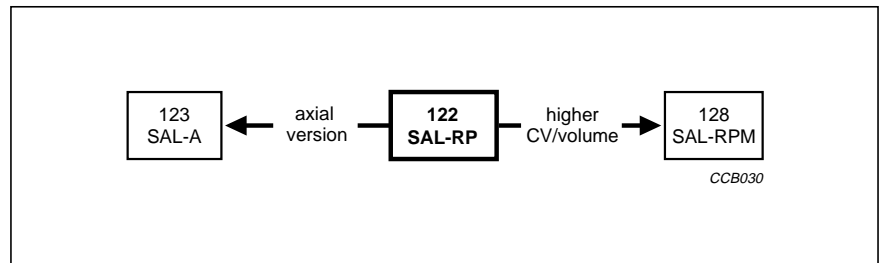 123
SAL-A
axial
version
122
SAL-RP
higher
CV/volume
128
SAL-RPM
CCB030